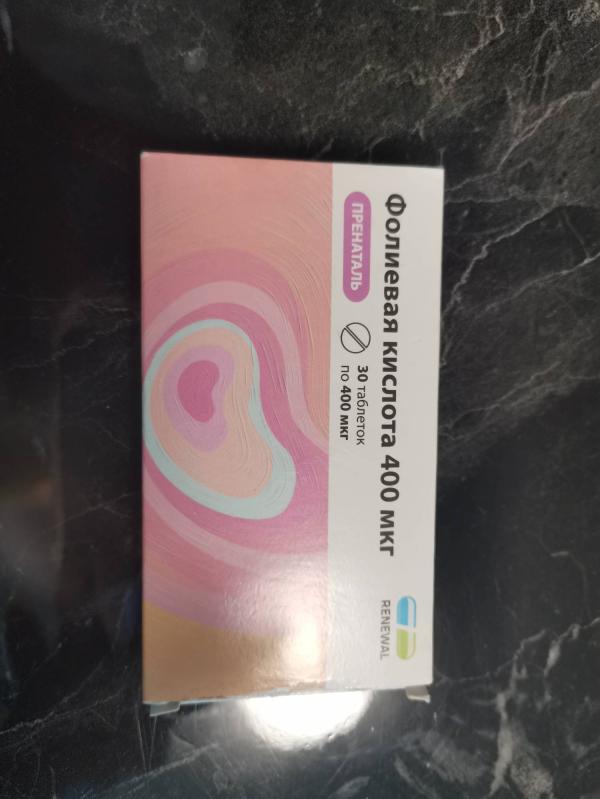 Фолиевая кислота 400 мкг
ПРЕНАТАЛЬ
30 таблеток
по 400 мкг
RENEWAL